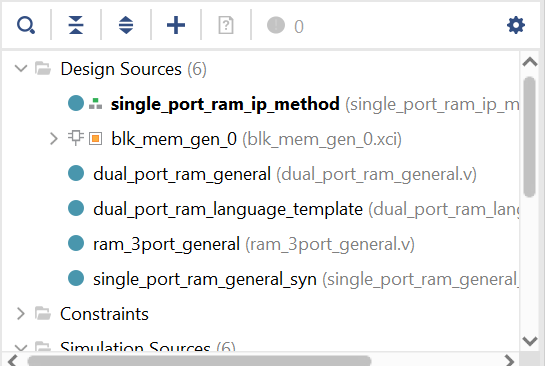 0
Design Sources (6)
single_port_ram_ip_method (single_port_ram_ip_m
blk_mem_gen_0 (blk_mem_gen_0.xci)
dual_port_ram_general (dual_port_ram_general.v)
dual_port_ram_language_template (dual_port_ram_lang
ram_3port_general (ram_3port_general.v)
single_port_ram_general_syn (single_port_ram_general_
Constraints
Simulation Sources (6)